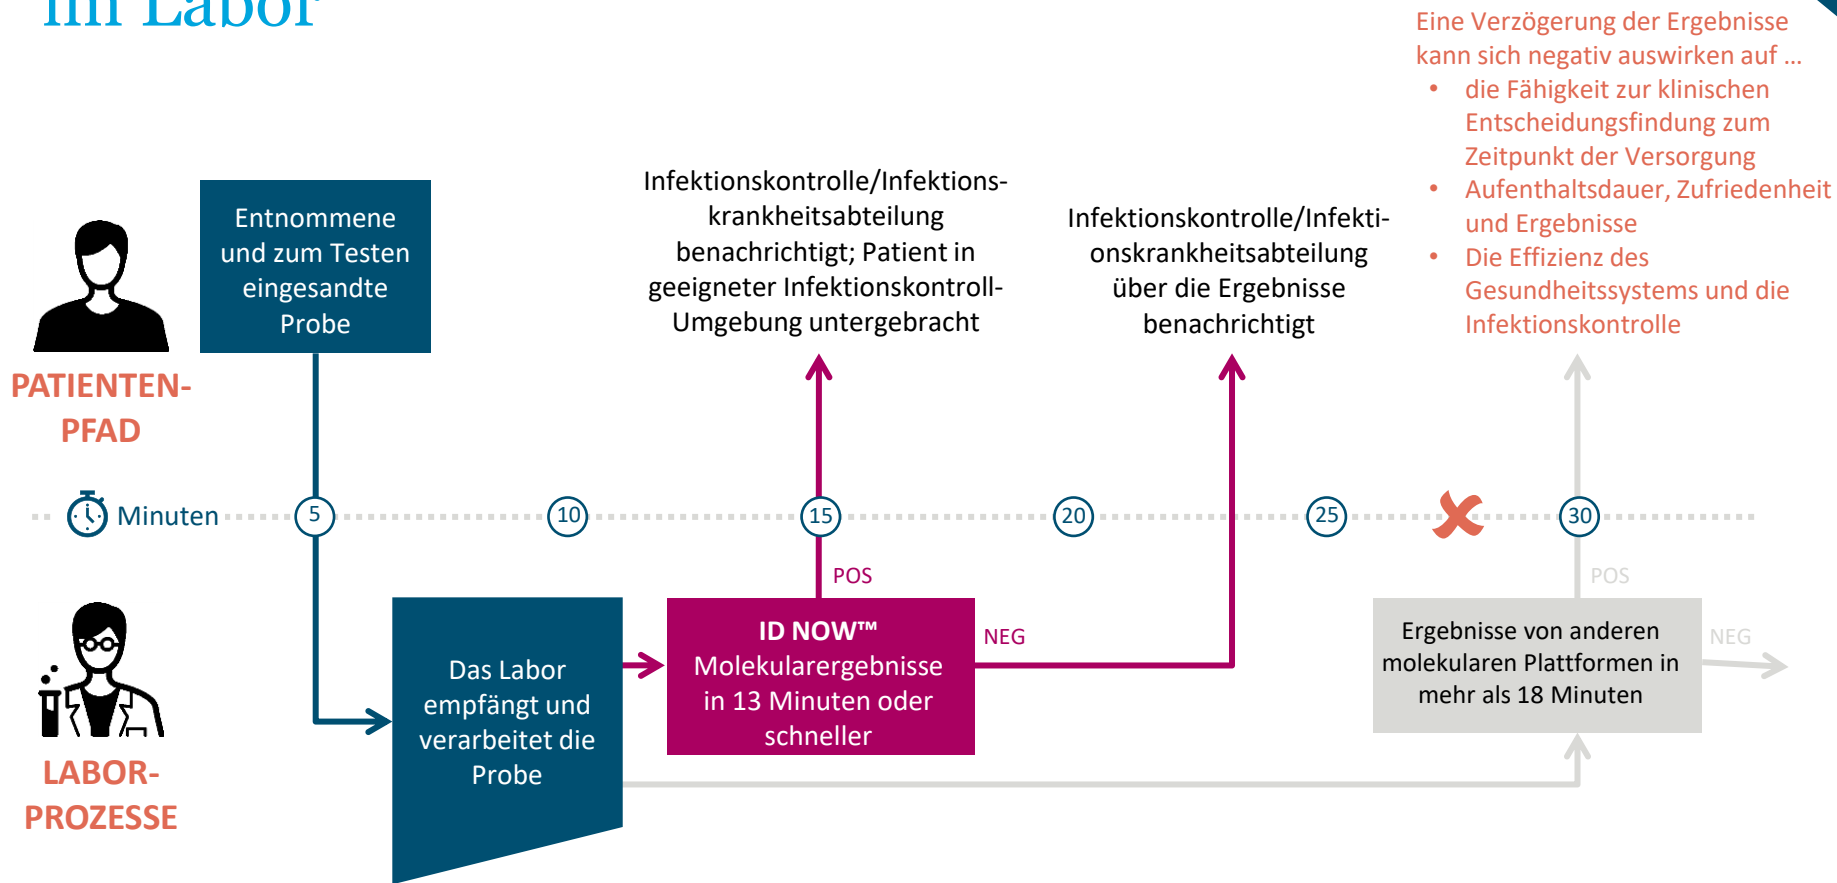 im Labor
Eine Verzögerung der Ergebnisse
kann sich negativ auswirken auf ...
• die Fähigkeit zur klinischen
Entscheidungsfindung zum
Zeitpunkt der Versorgung
• Aufenthaltsdauer, Zufriedenheit
und Ergebnisse
• Die Effizienz des
Gesundheitssystems und die
Infektionskontrolle
Entnommene
und zum Testen
eingesandte
Probe
Infektionskontrolle/Infektions-
krankheitsabteilung
benachrichtigt; Patient in
geeigneter Infektionskontroll-
Umgebung untergebracht
Infektionskontrolle/Infekti-
onskrankheitsabteilung
über die Ergebnisse
benachrichtigt
PATIENTEN-
PFAD
Minuten
5
10
15
20
25
30
POS
POS
Das Labor
empfängt und
verarbeitet die
Probe
ID NOW™
Molekularergebnisse
in 13 Minuten oder
schneller
NEG
Ergebnisse von anderen
molekularen Plattformen in
mehr als 18 Minuten
NEG
LABOR-
PROZESSE